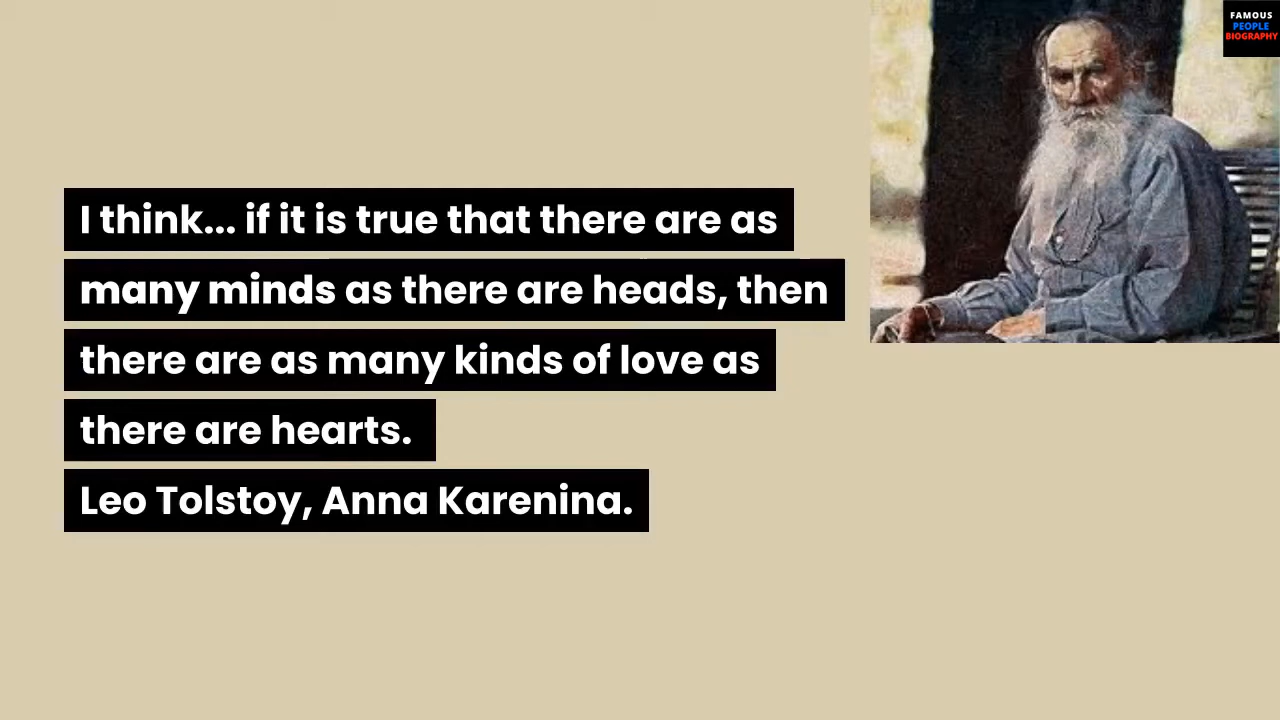 FAMOUS
PEOPLE
BIOGRAPHY
I think... if it is true that there are as
many minds as there are heads, then
there are as many kinds of love as
there are hearts.
Leo Tolstoy, Anna Karenina.